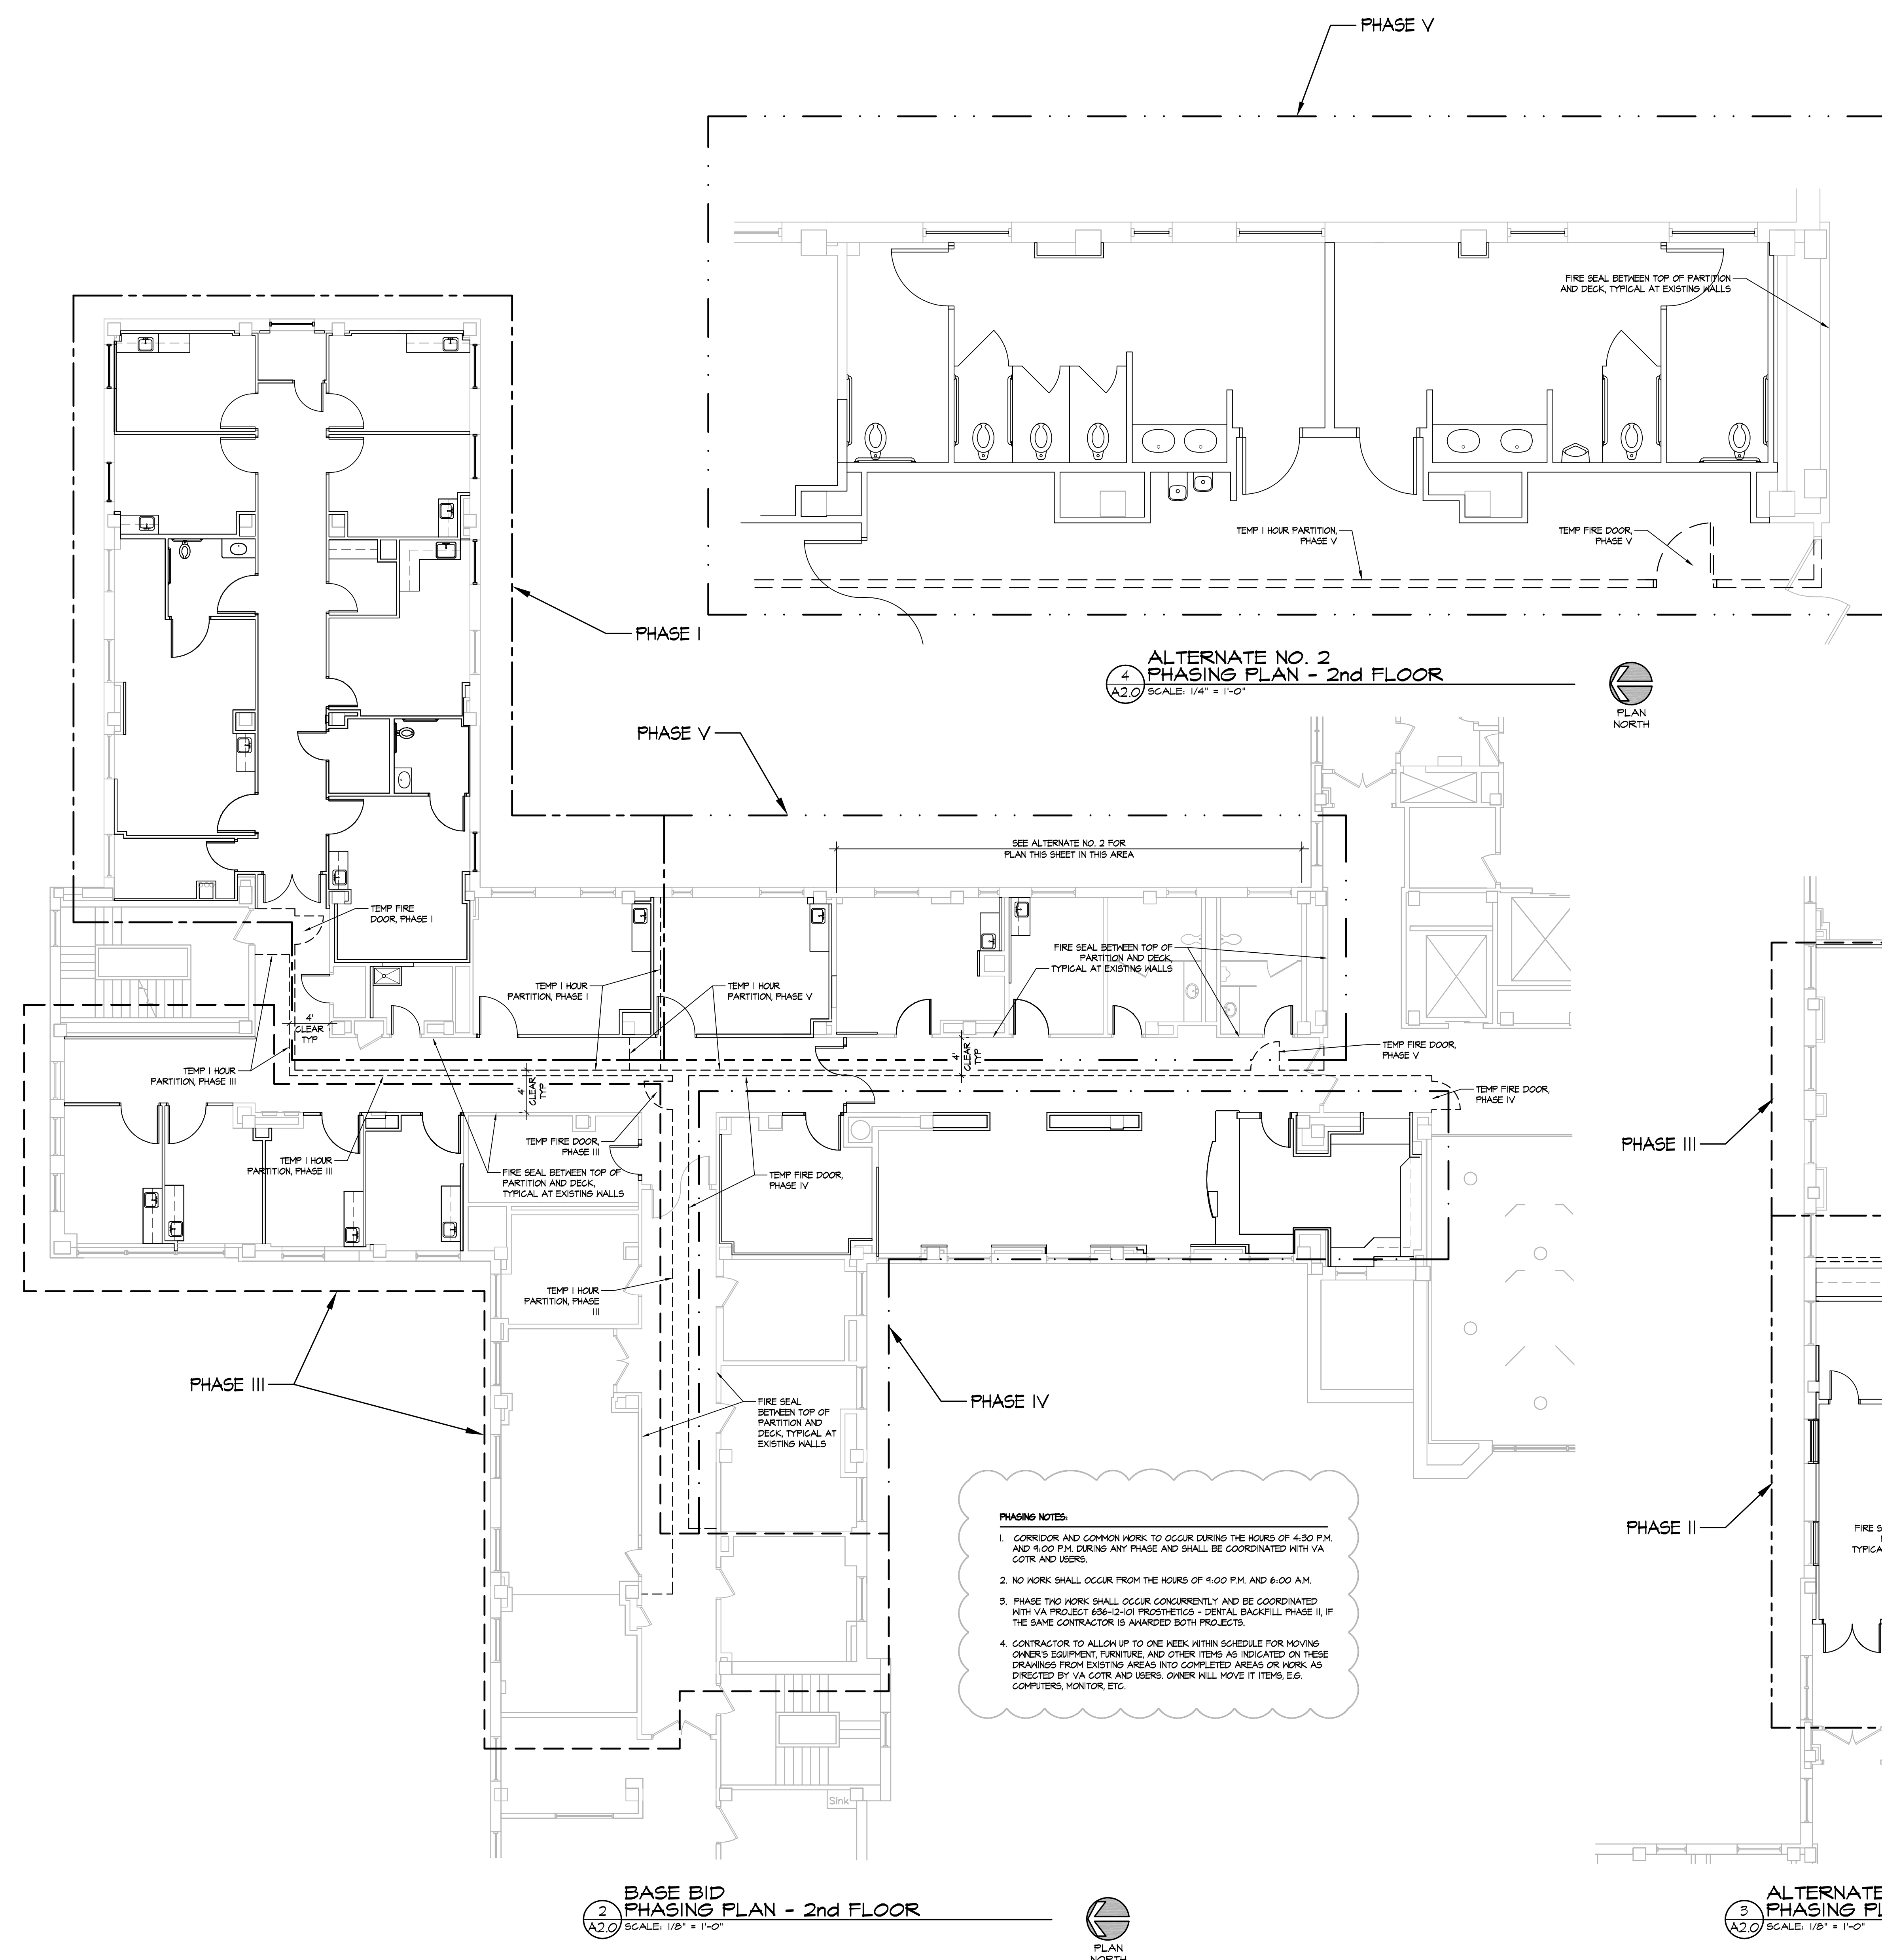 PHASE V
FIRE SEAL BETWEEN TOP OF PARTITION
AND DECK, TYPICAL AT EXISTING WALLS
TEMP 1 HOUR PARTITION,
PHASE V
TEMP FIRE DOOR,
PHASE V
ALTERNATE NO. 2
4
A2.0
PHASING PLAN - 2nd FLOOR
SCALE: 1/4" = 1'-0"
PLAN
NORTH
PHASE I
PHASE V
SEE ALTERNATE NO. 2 FOR
PLAN THIS SHEET IN THIS AREA
TEMP FIRE
DOOR, PHASE I
FIRE SEAL BETWEEN TOP OF
PARTITION AND DECK,
TYPICAL AT EXISTING WALLS
TEMP 1 HOUR
PARTITION, PHASE I
TEMP 1 HOUR
PARTITION, PHASE V
4'
CLEAR
TYP
4'
CLEAR
TYP
TEMP FIRE DOOR,
PHASE V
TEMP 1 HOUR
PARTITION, PHASE III
4'
CLEAR
TYP
TEMP FIRE DOOR,
PHASE IV
TEMP FIRE DOOR,
PHASE III
TEMP 1 HOUR
PARTITION, PHASE III
FIRE SEAL BETWEEN TOP OF
PARTITION AND DECK,
TYPICAL AT EXISTING WALLS
TEMP FIRE DOOR,
PHASE IV
PHASE III
TEMP 1 HOUR
PARTITION, PHASE
III
PHASE III
PHASE IV
FIRE SEAL
BETWEEN TOP OF
PARTITION AND
DECK, TYPICAL AT
EXISTING WALLS
PHASING NOTES:
1. CORRIDOR AND COMMON WORK TO OCCUR DURING THE HOURS OF 4:30 P.M.
AND 9:00 P.M. DURING ANY PHASE AND SHALL BE COORDINATED WITH VA
COTR AND USERS.
2. NO WORK SHALL OCCUR FROM THE HOURS OF 9:00 P.M. AND 6:00 A.M.
3. PHASE TWO WORK SHALL OCCUR CONCURRENTLY AND BE COORDINATED
WITH VA PROJECT 636-12-101 PROSTHETICS - DENTAL BACKFILL PHASE II, IF
THE SAME CONTRACTOR IS AWARDED BOTH PROJECTS.
4. CONTRACTOR TO ALLOW UP TO ONE WEEK WITHIN SCHEDULE FOR MOVING
OWNER'S EQUIPMENT, FURNITURE, AND OTHER ITEMS AS INDICATED ON THESE
DRAWINGS FROM EXISTING AREAS INTO COMPLETED AREAS OR WORK AS
DIRECTED BY VA COTR AND USERS. OWNER WILL MOVE IT ITEMS, E.G.
COMPUTERS, MONITOR, ETC.
PHASE II
FIRE S
TYPICA
Sink
BASE BID
2
A2.0
PHASING PLAN - 2nd FLOOR
SCALE: 1/8" = 1'-0"
PLAN
NORTH
ALTERNATE
3
A2.0
PHASING PL
SCALE: 1/8" = 1'-0"